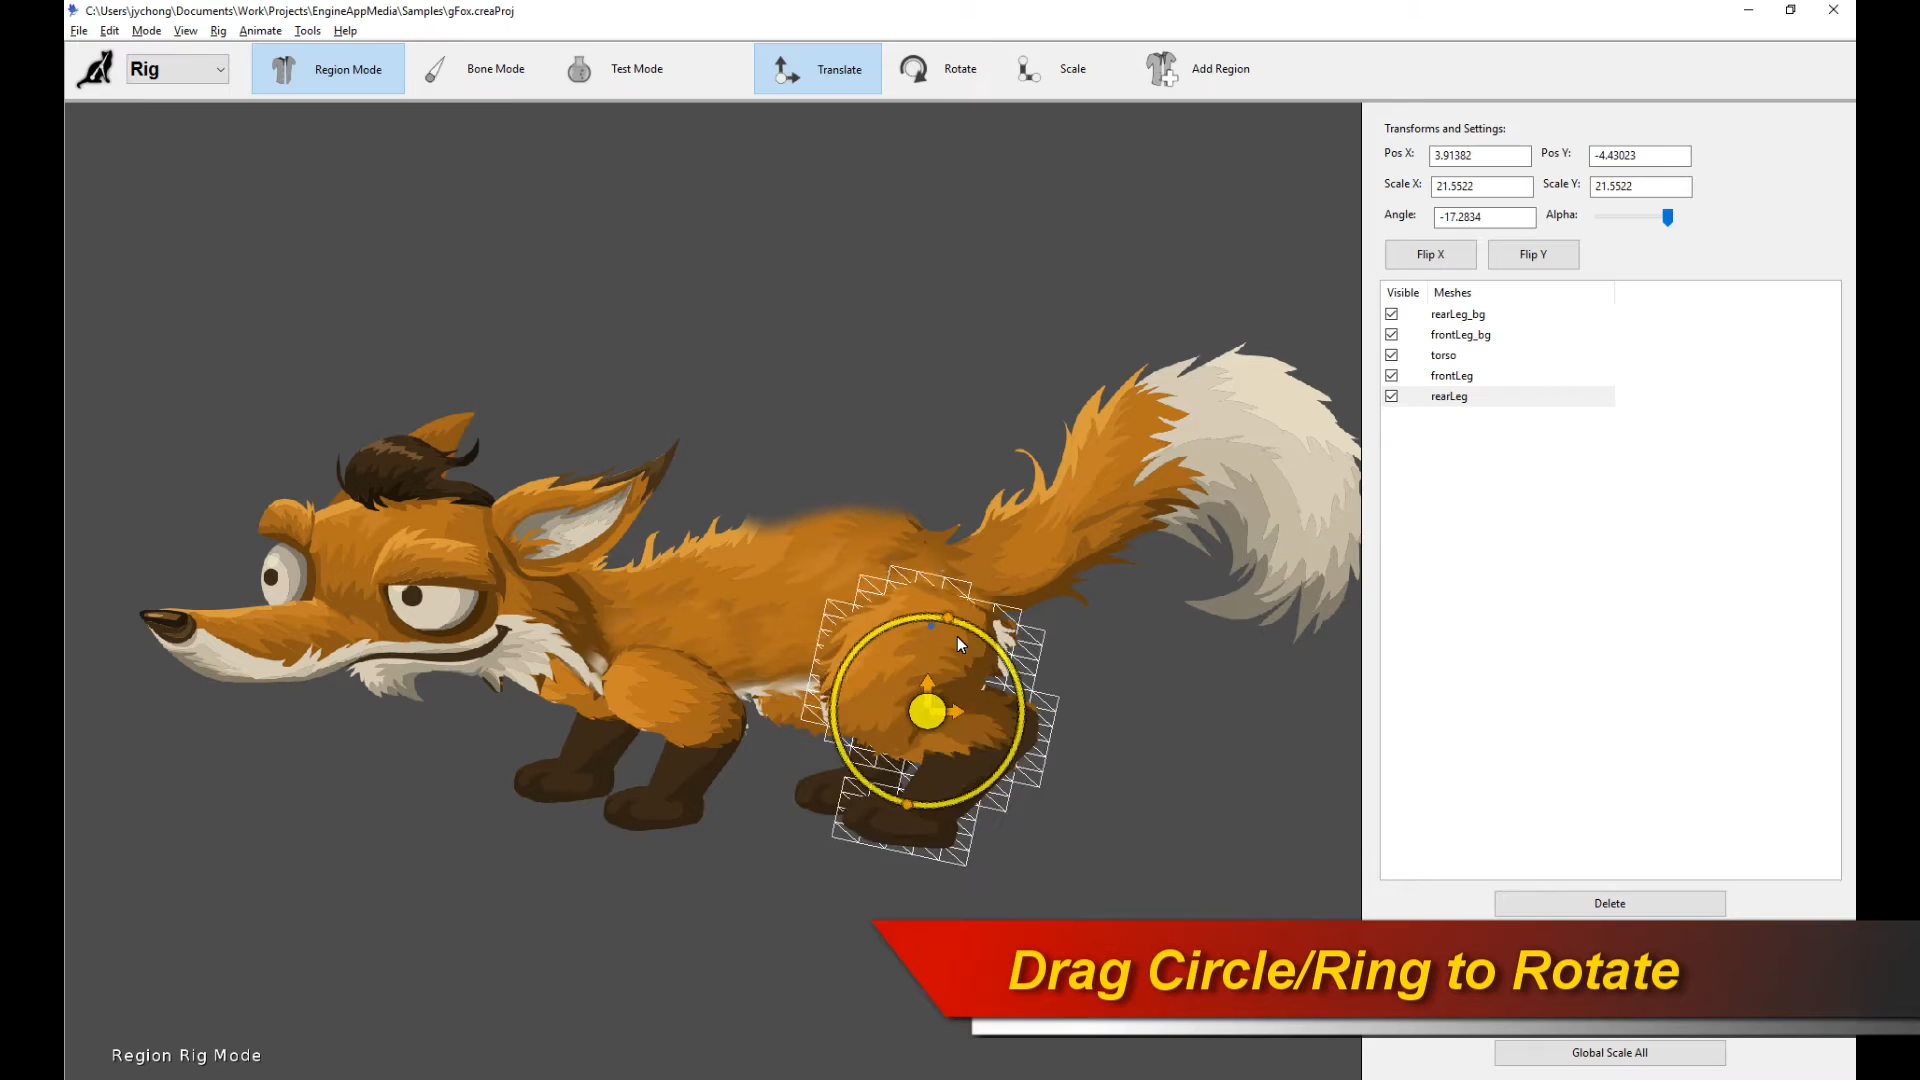 C:\Users\jychong\Documents\Work\Projects\EngineAppMedia\Samples\gFox.creaProj
File Edit Mode View Rig Animate Tools Help
Rig Region Mode Bone Mode Test Mode Translate Rotate Scale Add Region
Transforms and Settings:
Pos X: 3.91382 Pos Y: -4.43023
Scale X: 21.5522 Scale Y: 21.5522
Angle: -17.2834 Alpha:
Flip X Flip Y
Visible Meshes
rearLeg_bg
frontLeg_bg
torso
frontLeg
rearLeg
Delete
Drag Circle/Ring to Rotate
Region Rig Mode
Global Scale All